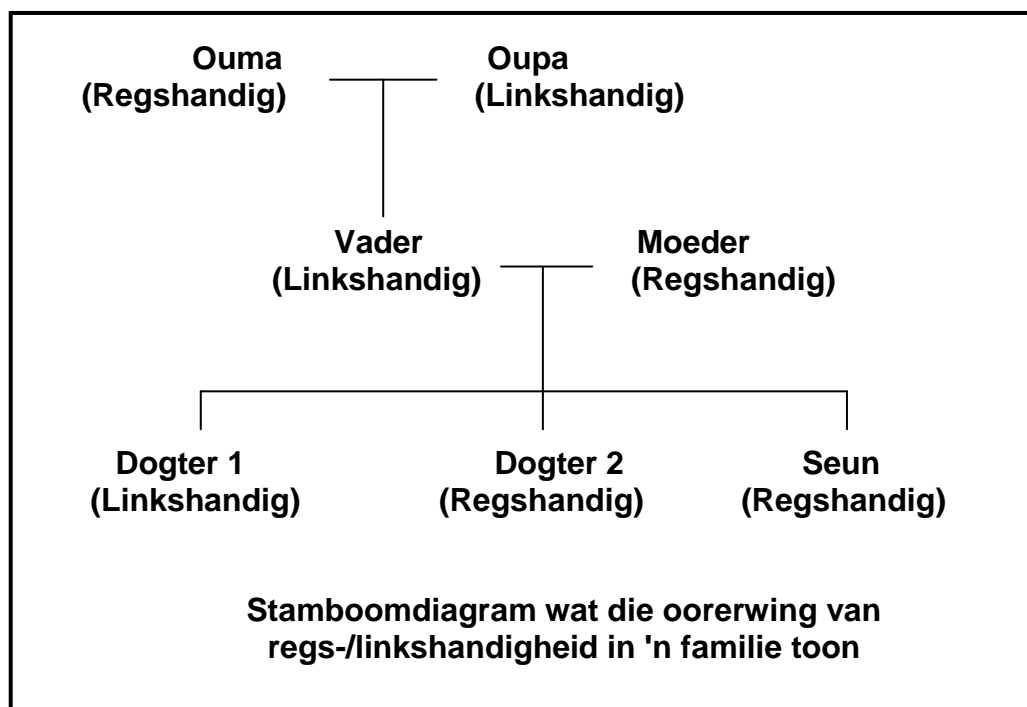 Ouma Oupa
(Regshandig) (Linkshandig)
Vader Moeder
(Linkshandig) (Regshandig)
Dogter 1 Dogter 2 Seun
(Linkshandig) (Regshandig) (Regshandig)
Stamboomdiagram wat die oorerwing van
regs-/linkshandigheid in 'n familie toon